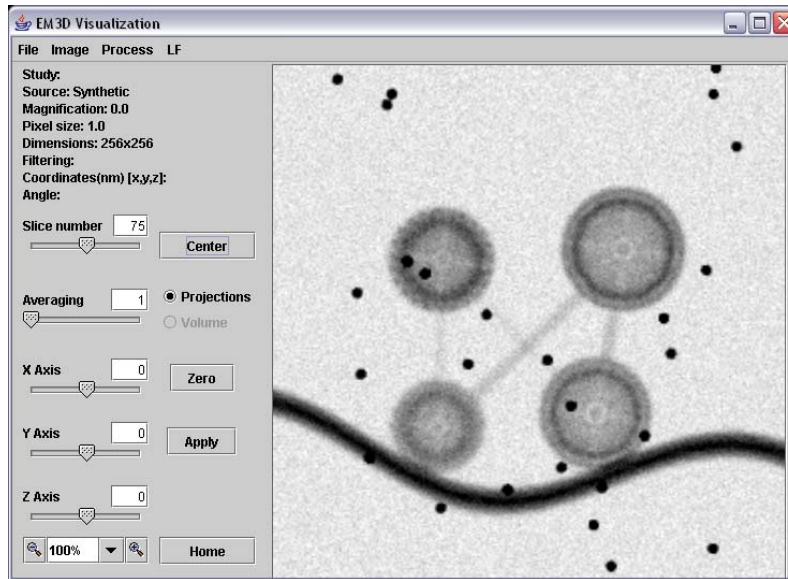 EM3D Visualization
File Image Process LF
Study:
Source: Synthetic
Magnification: 0.0
Pixel size: 1.0
Dimensions: 256x256
Filtering:
Coordinates(nm) [x,y,z]:
Angle:
Slice number 75
Center
Averaging 1
Projections
Volume
X Axis 0
Zero
Y Axis 0
Apply
Z Axis 0
100%
Home